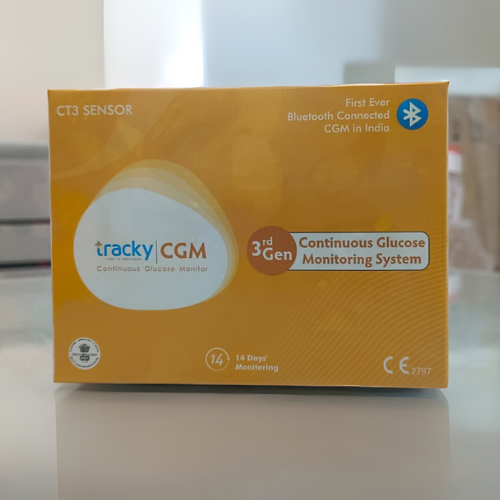 CT3 SENSOR
First Ever
Bluetooth Connected
CGM in India
tracky CGM
Continuous Glucose Monitor
3rd Gen
Continuous Glucose
Monitoring System
14
14 Days'
Monitoring
CE 2797